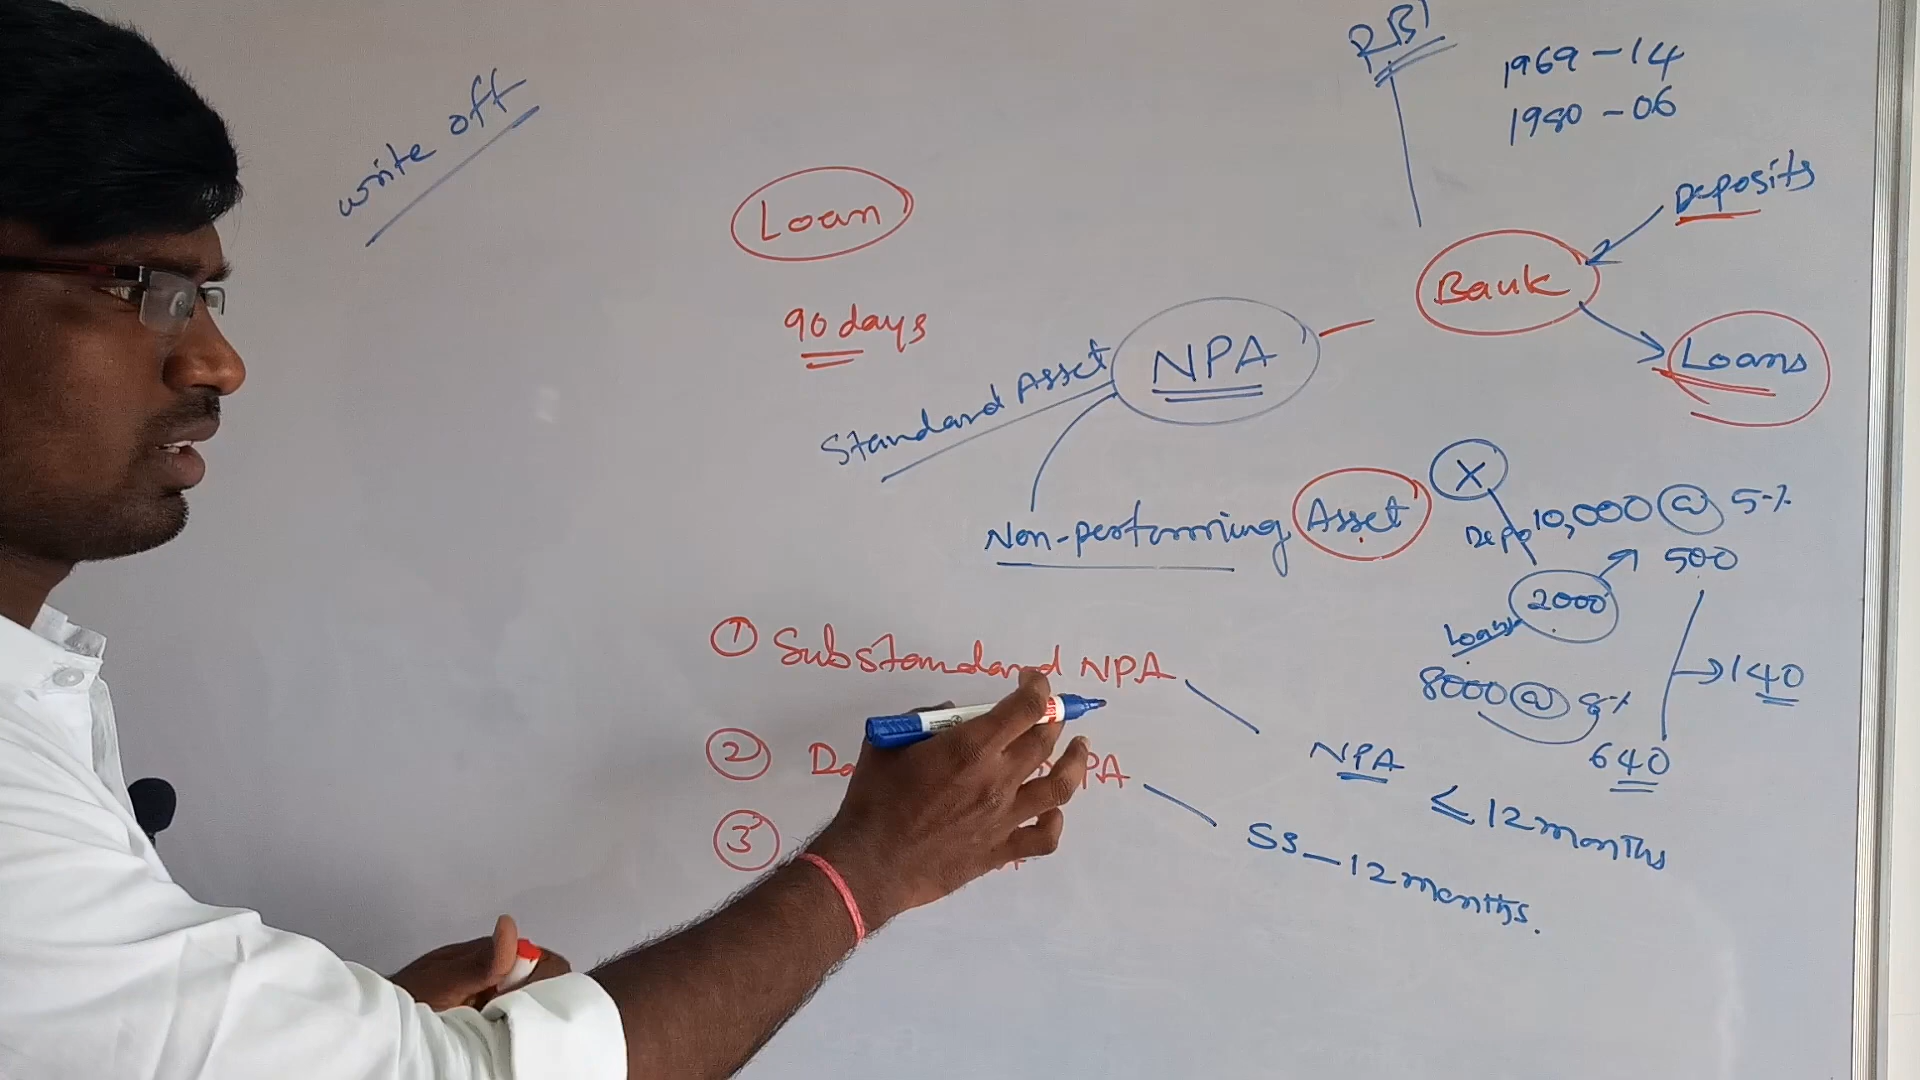 write off
RBI
1969 - 14
1980 - 06
Deposits
Loan
Bank
90 days
Loans
Standard Asset
NPA
X
Non-performing Asset
Depo 10,000 @ 5%
500
2000
Loans
8000 @ 8%
140
640
① Substandard NPA
NPA ≤ 12 months
② Do PA
SS - 12 months.
③